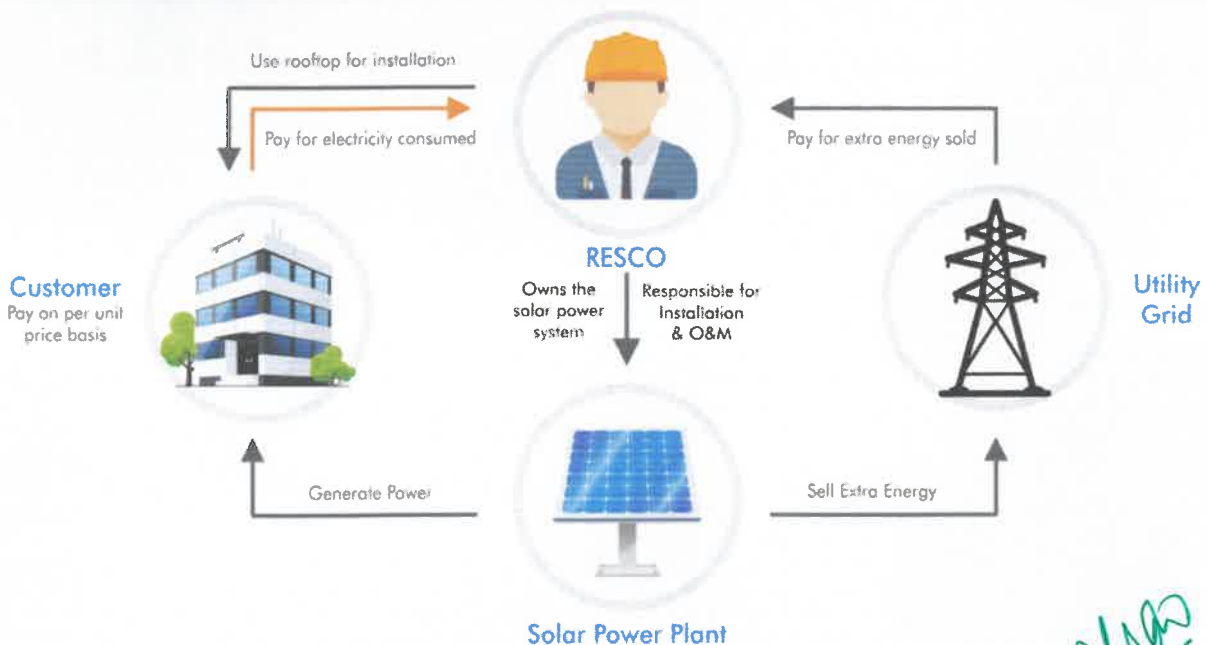 Use rooftop for installation
Pay for electricity consumed
Pay for extra energy sold
RESCO
Owns the
solar power
system
Responsible for
Installation
& O&M
Customer
Pay on per unit
price basis
Utility
Grid
Generate Power
Sell Extra Energy
Solar Power Plant